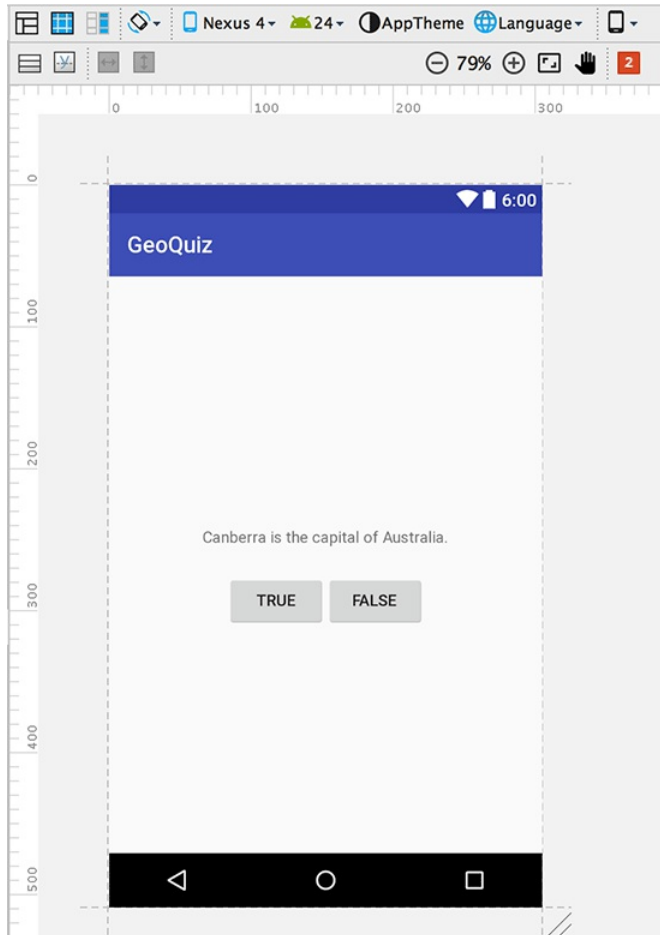 Nexus 4 24 AppTheme Language
79% 2
0 100 200 300
0
6:00
GeoQuiz
100
200
Canberra is the capital of Australia.
TRUE FALSE
300
400
500